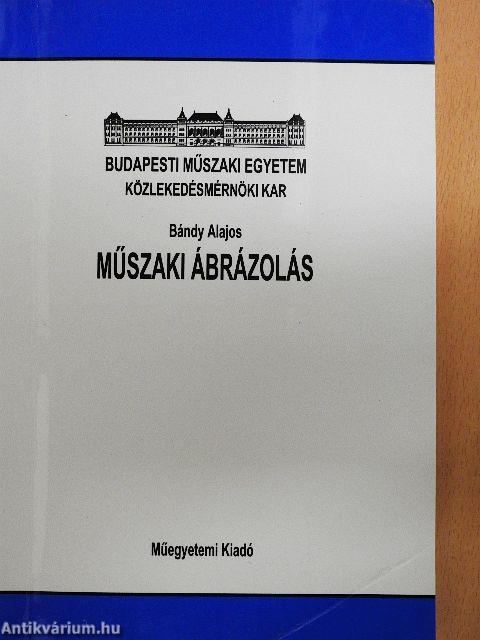 BUDAPESTI MŰSZAKI EGYETEM
KÖZLEKEDÉSMÉRNÖKI KAR
Bándy Alajos
MŰSZAKI ÁBRÁZOLÁS
Műegyetemi Kiadó
Antikvárium.hu